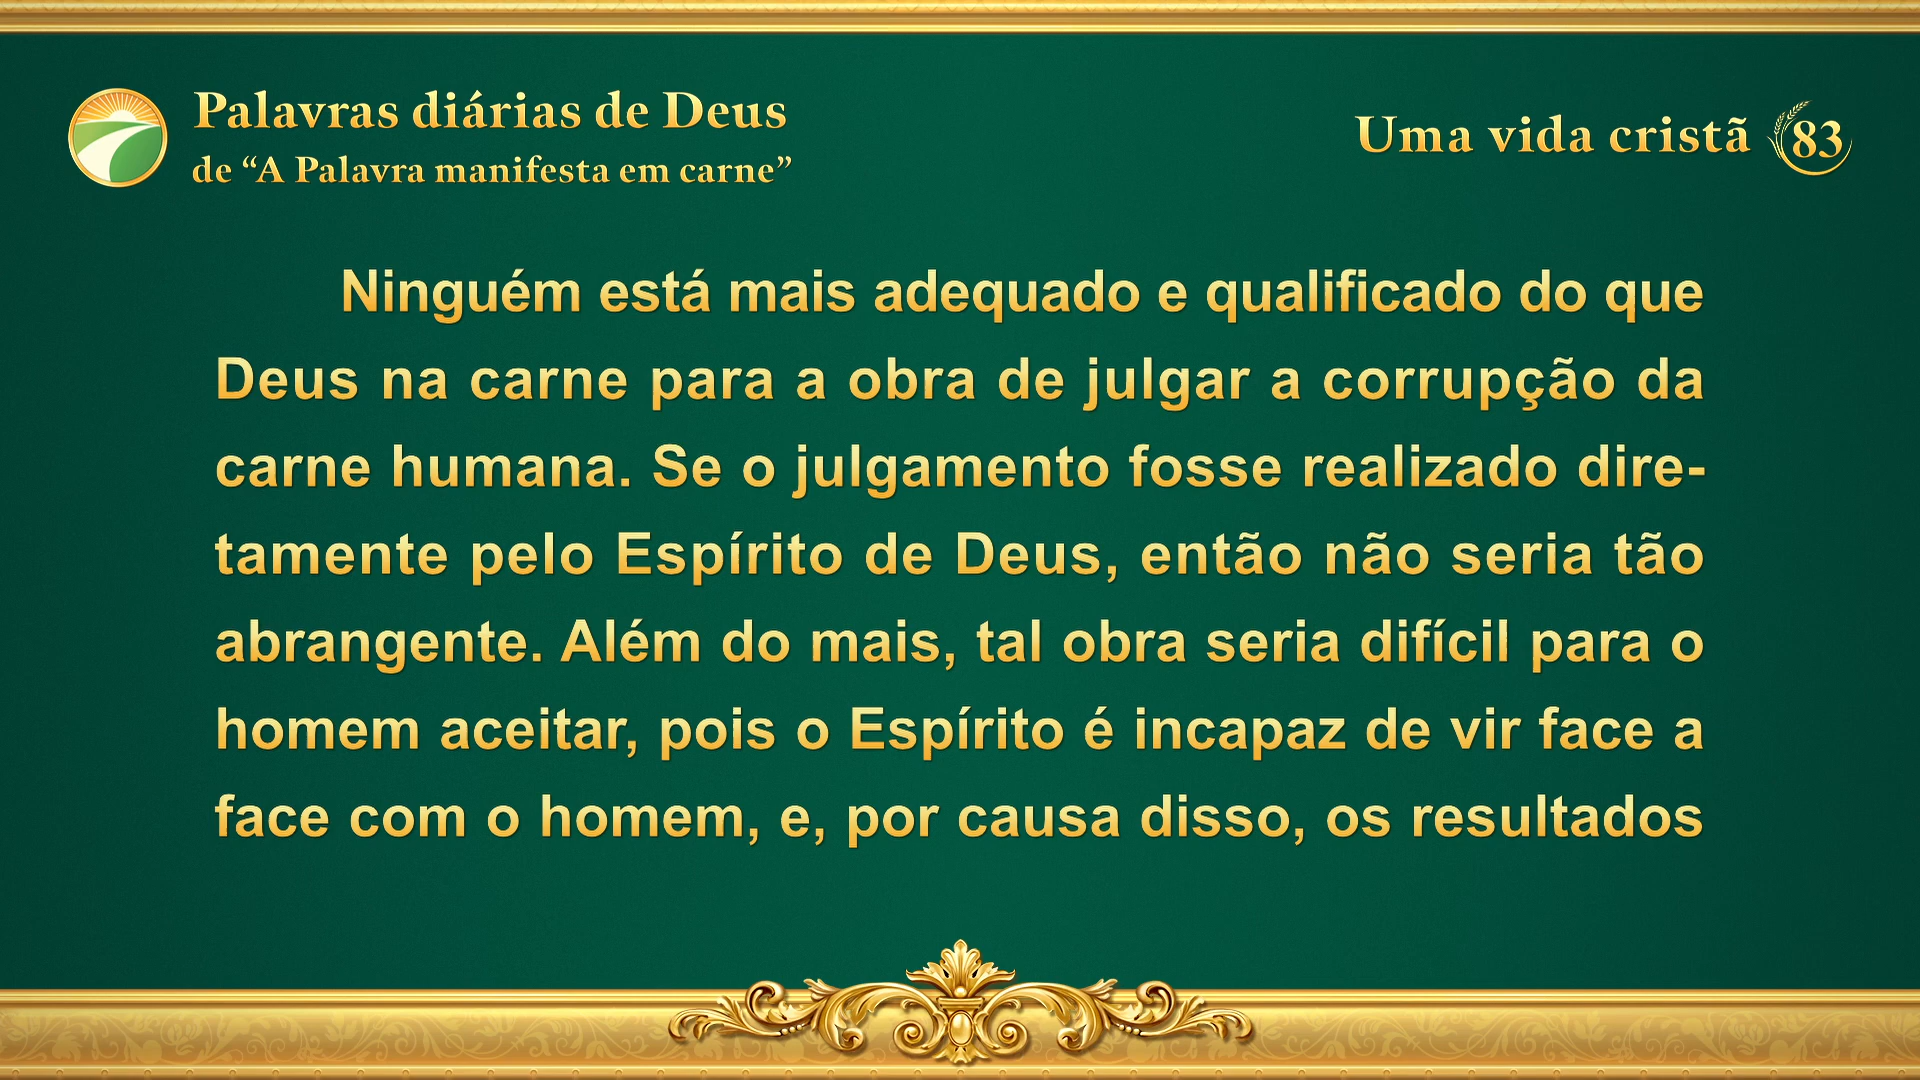 Palavras diárias de Deus
de “A Palavra manifesta em carne”
Uma vida cristã 83
Ninguém está mais adequado e qualificado do que
Deus na carne para a obra de julgar a corrupção da
carne humana. Se o julgamento fosse realizado dire-
tamente pelo Espírito de Deus, então não seria tão
abrangente. Além do mais, tal obra seria difícil para o
homem aceitar, pois o Espírito é incapaz de vir face a
face com o homem, e, por causa disso, os resultados